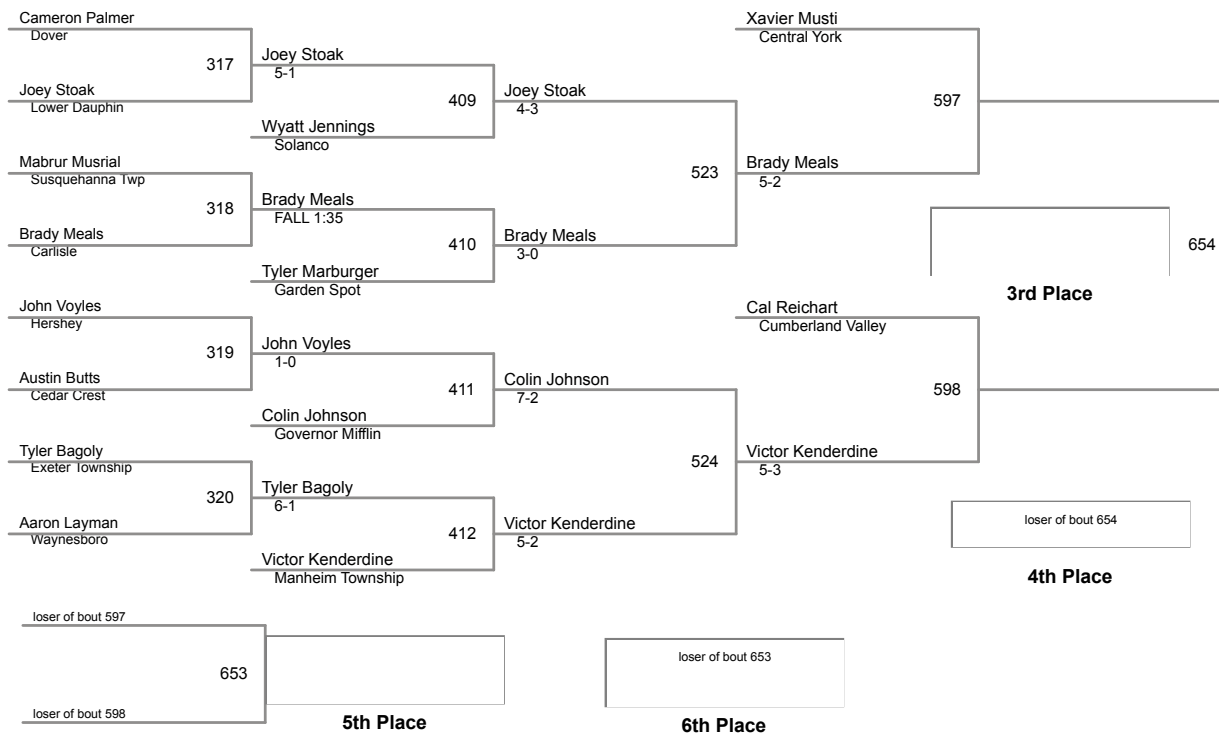 Cameron Palmer
Dover
317
Joey Stoak
Lower Dauphin
Mabrur Musrial
Susquehanna Twp
318
Brady Meals
Carlisle
John Voyles
Hershey
319
Austin Butts
Cedar Crest
Tyler Bagoly
Exeter Township
320
Aaron Layman
Waynesboro
Joey Stoak
5-1
409
Wyatt Jennings
Solanco
Brady Meals
FALL 1:35
410
Tyler Marburger
Garden Spot
John Voyles
1-0
411
Colin Johnson
Governor Mifflin
Tyler Bagoly
6-1
412
Victor Kenderdine
Manheim Township
Joey Stoak
4-3
523
Brady Meals
3-0
Colin Johnson
7-2
524
Victor Kenderdine
5-2
Xavier Musti
Central York
597
Brady Meals
5-2
Cal Reichart
Cumberland Valley
598
Victor Kenderdine
5-3
654
3rd Place
loser of bout 654
4th Place
loser of bout 597
653
loser of bout 598
5th Place
loser of bout 653
6th Place